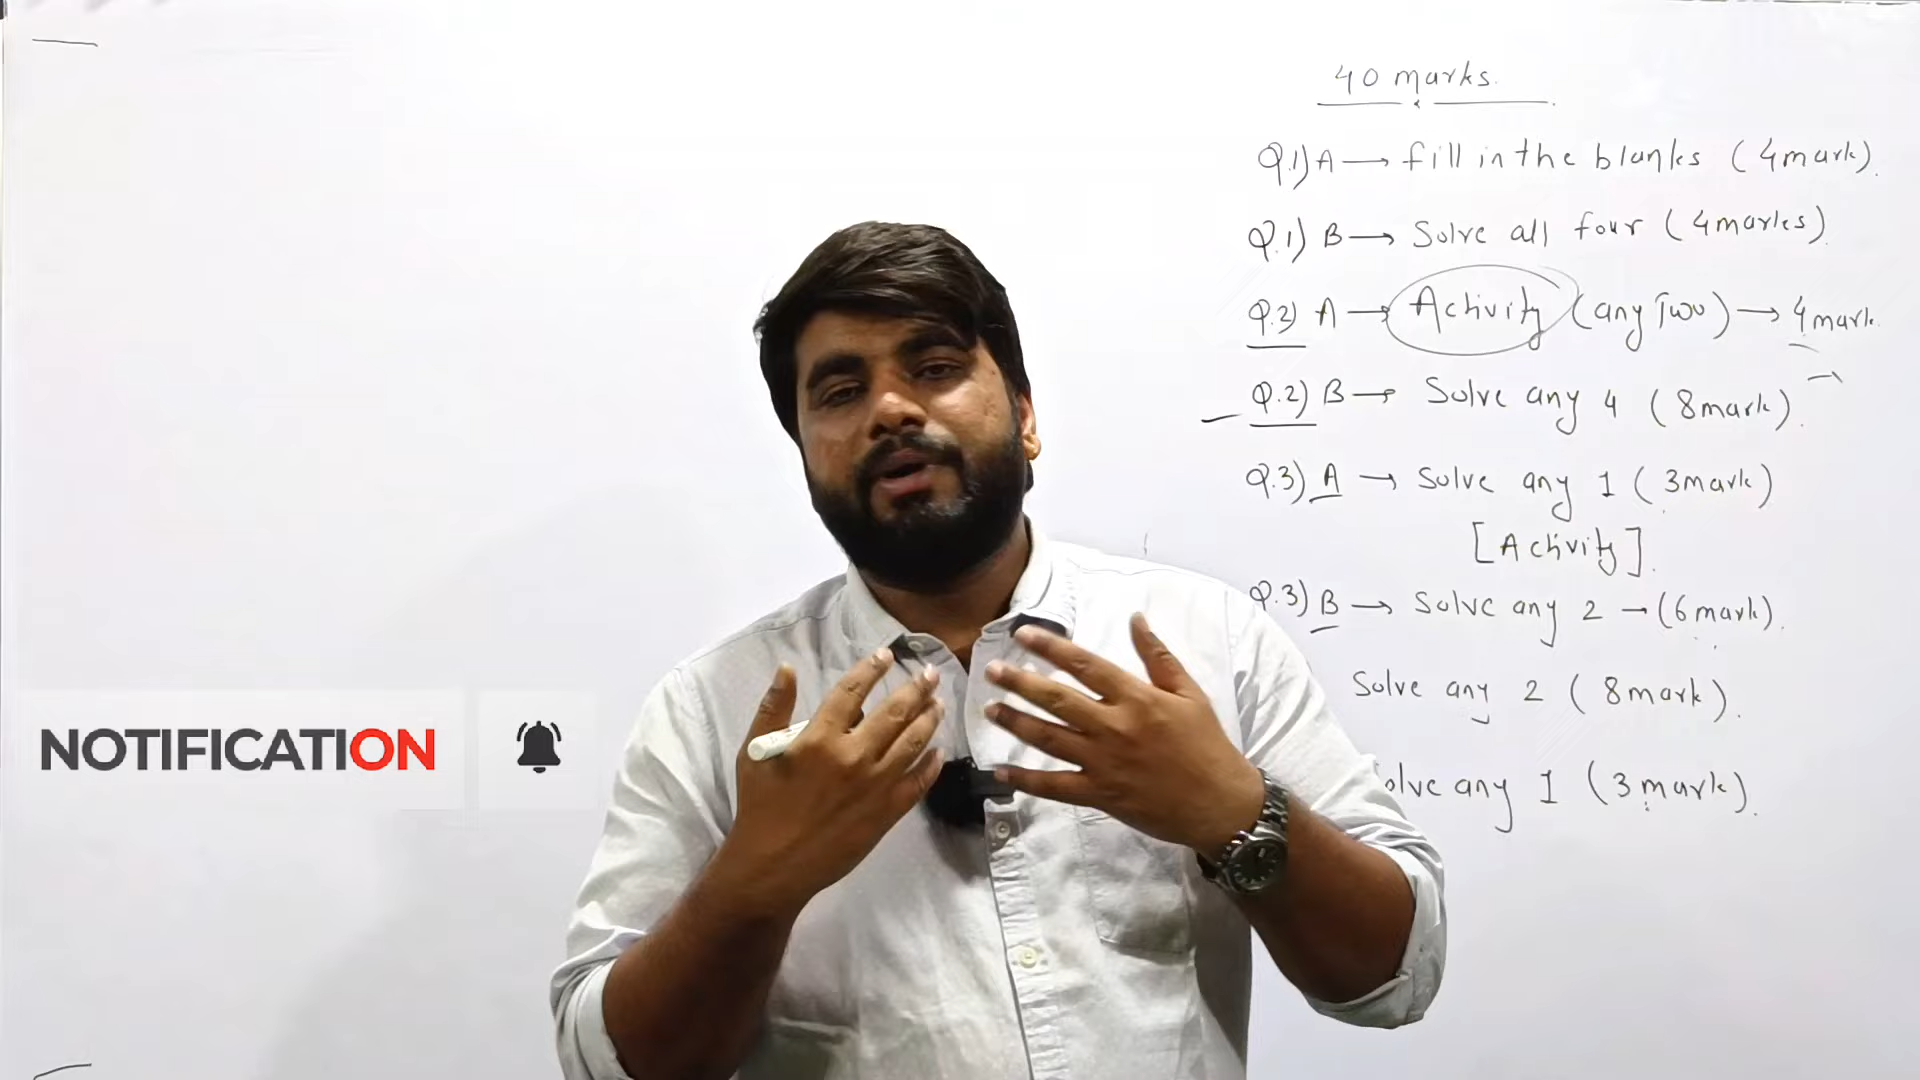 40 marks.
Q.1) A → fill in the blanks (4 mark).
Q.1) B → Solve all four (4 marks).
Q.2) A → Activity (any Two) → 4 mark.
Q.2) B → Solve any 4 (8 mark).
Q.3) A → Solve any 1 (3 mark)
[Activity].
Q.3) B → Solve any 2 → (6 mark).
Solve any 2 (8 mark).
olve any 1 (3 mark).
NOTIFICATION